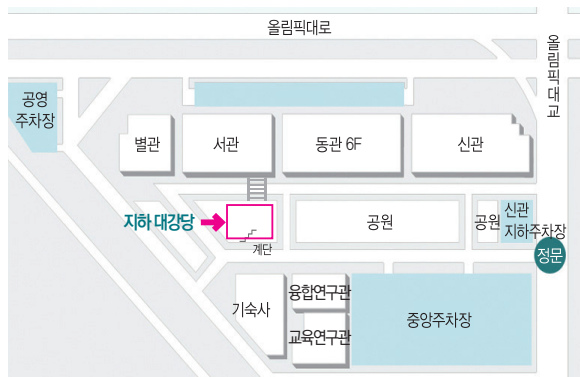 올림픽대로
올림픽대교
공영
주차장
별관
서관
동관 6F
신관
지하 대강당
계단
공원
공원
신관
지하주차장
정문
기숙사
융합연구관
교육연구관
중앙주차장